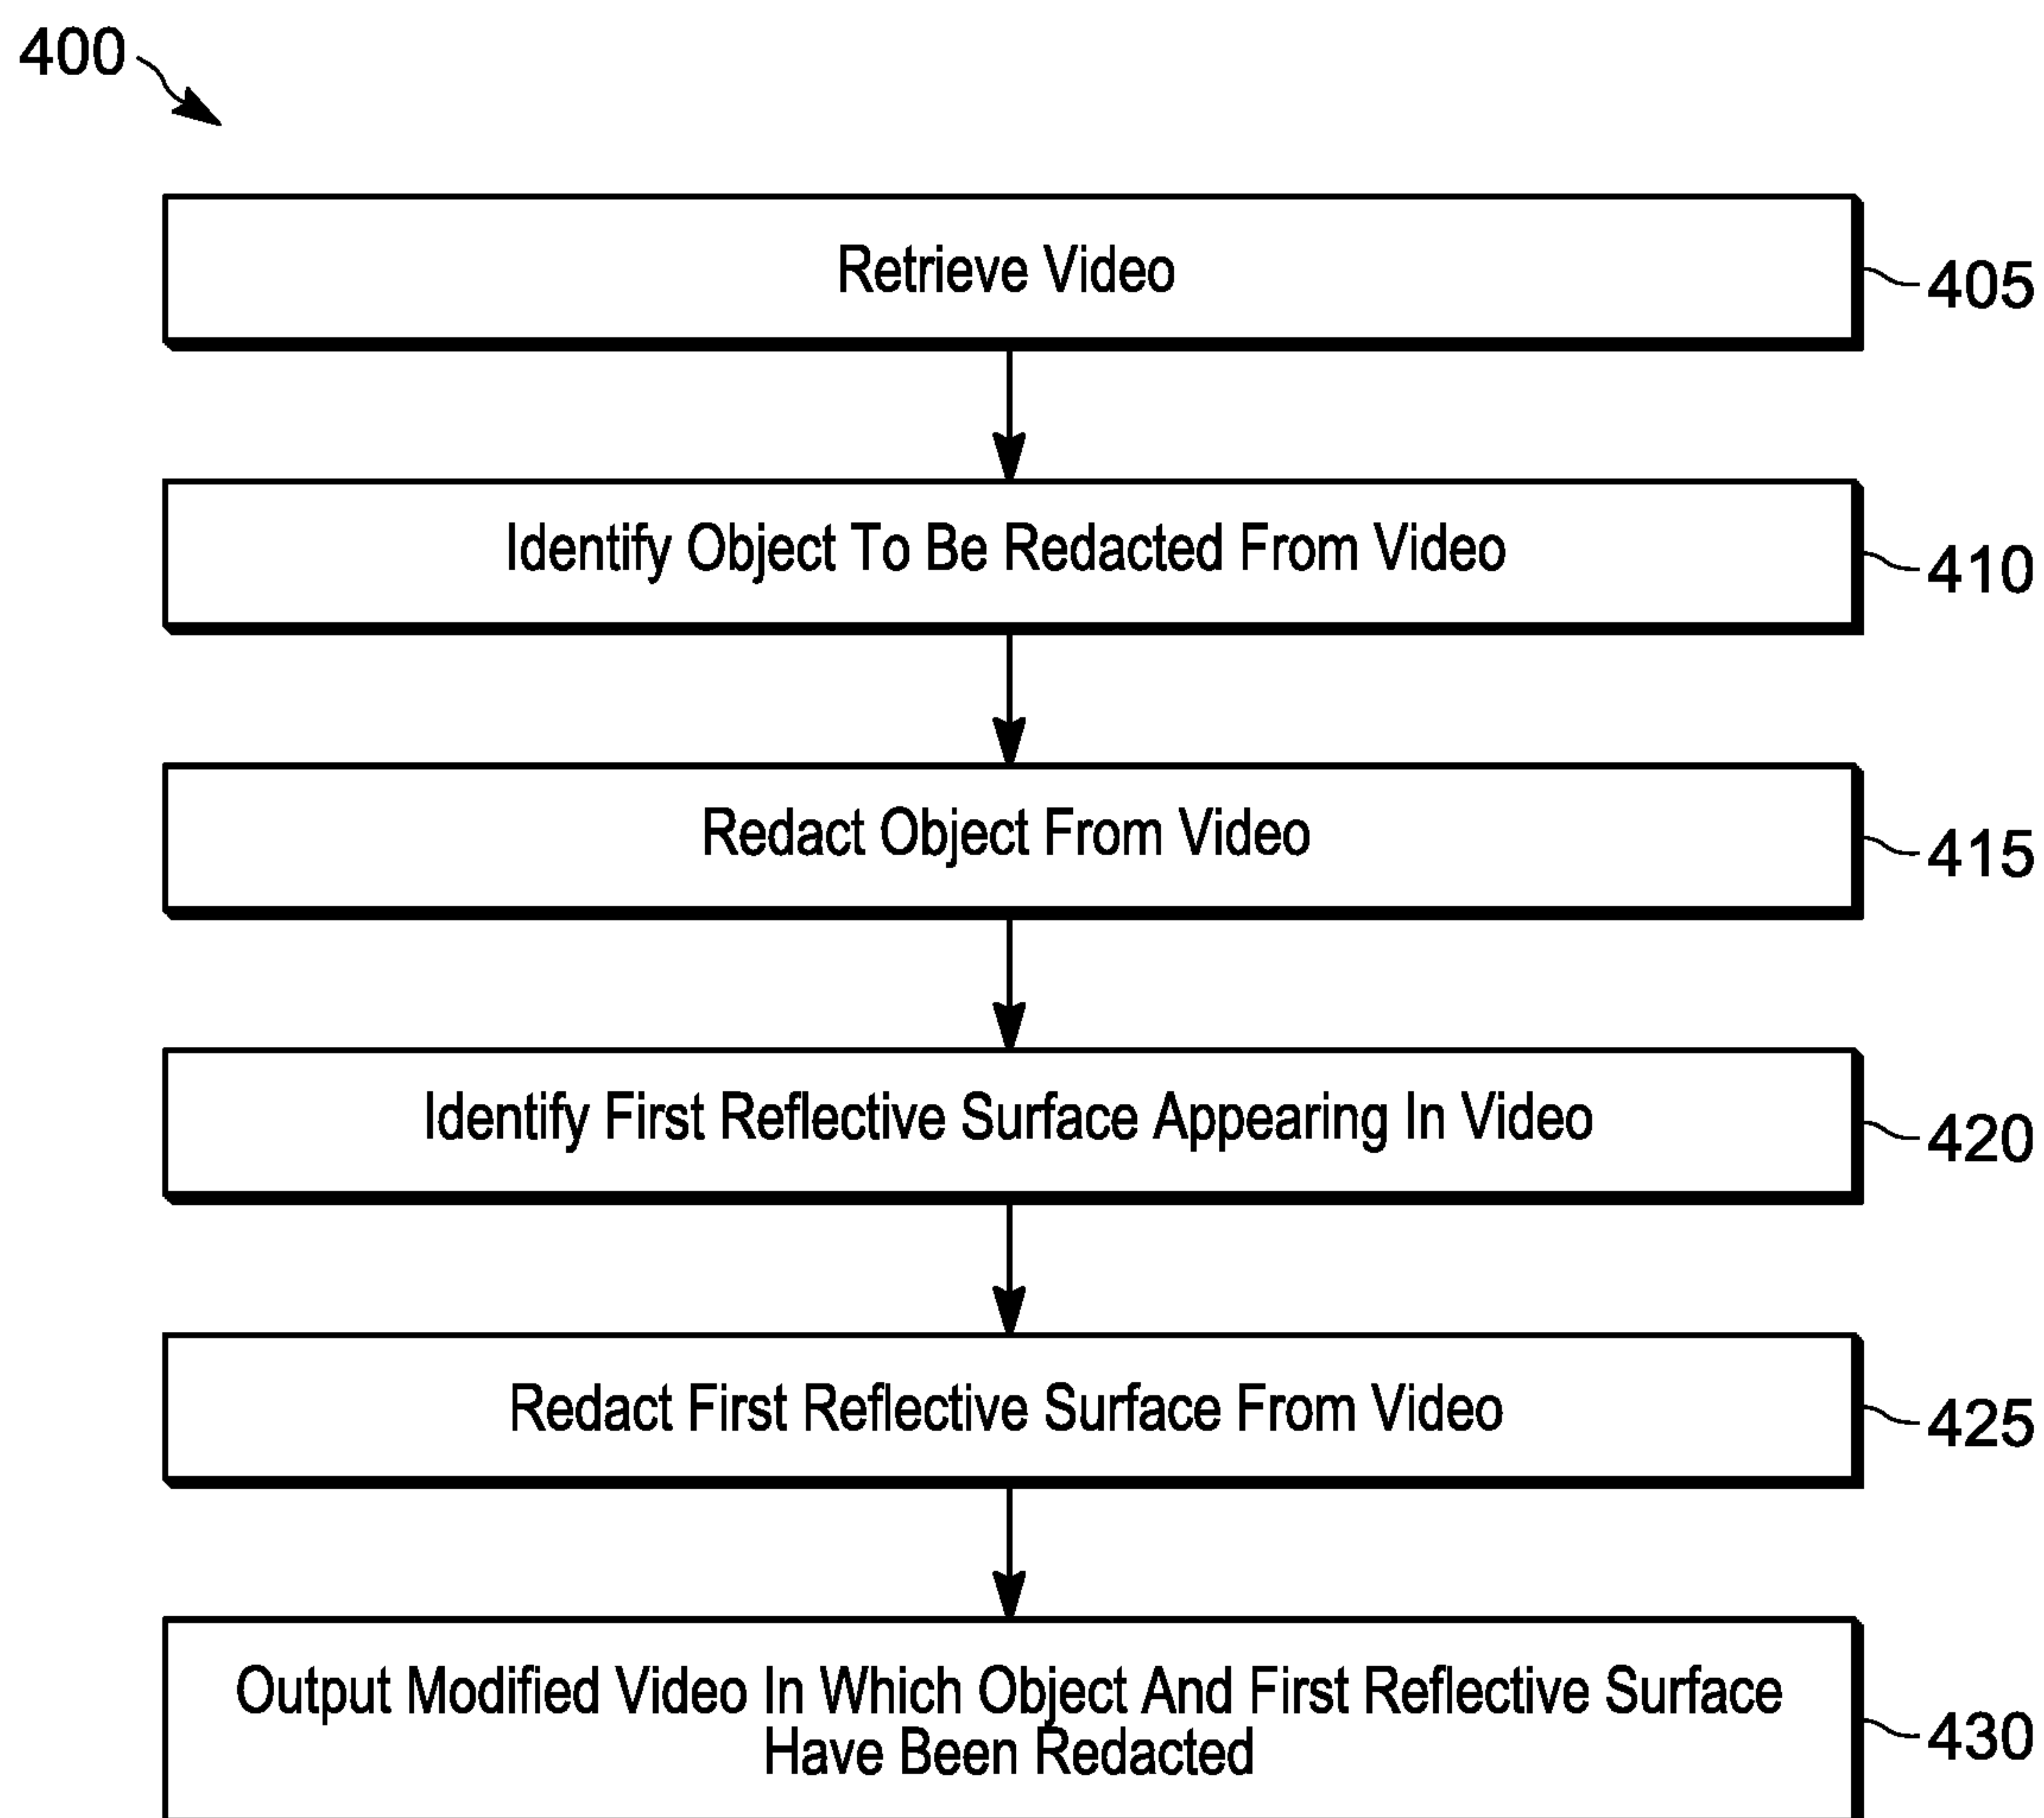 400
Retrieve Video
405
Identify Object To Be Redacted From Video
410
Redact Object From Video
415
Identify First Reflective Surface Appearing In Video
420
Redact First Reflective Surface From Video
425
Output Modified Video In Which Object And First Reflective Surface
Have Been Redacted
430